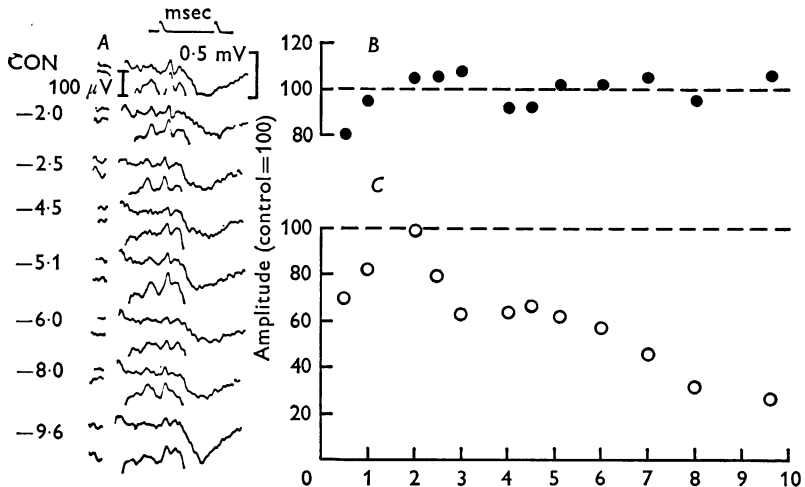 msec
A
0·5 mV
CON
100 μV
—2·0
—2·5
—4·5
—5·1
—6·0
—8·0
—9·6
Amplitude (control=100)
B
120
100
80
C
100
80
60
40
20
0 1 2 3 4 5 6 7 8 9 10